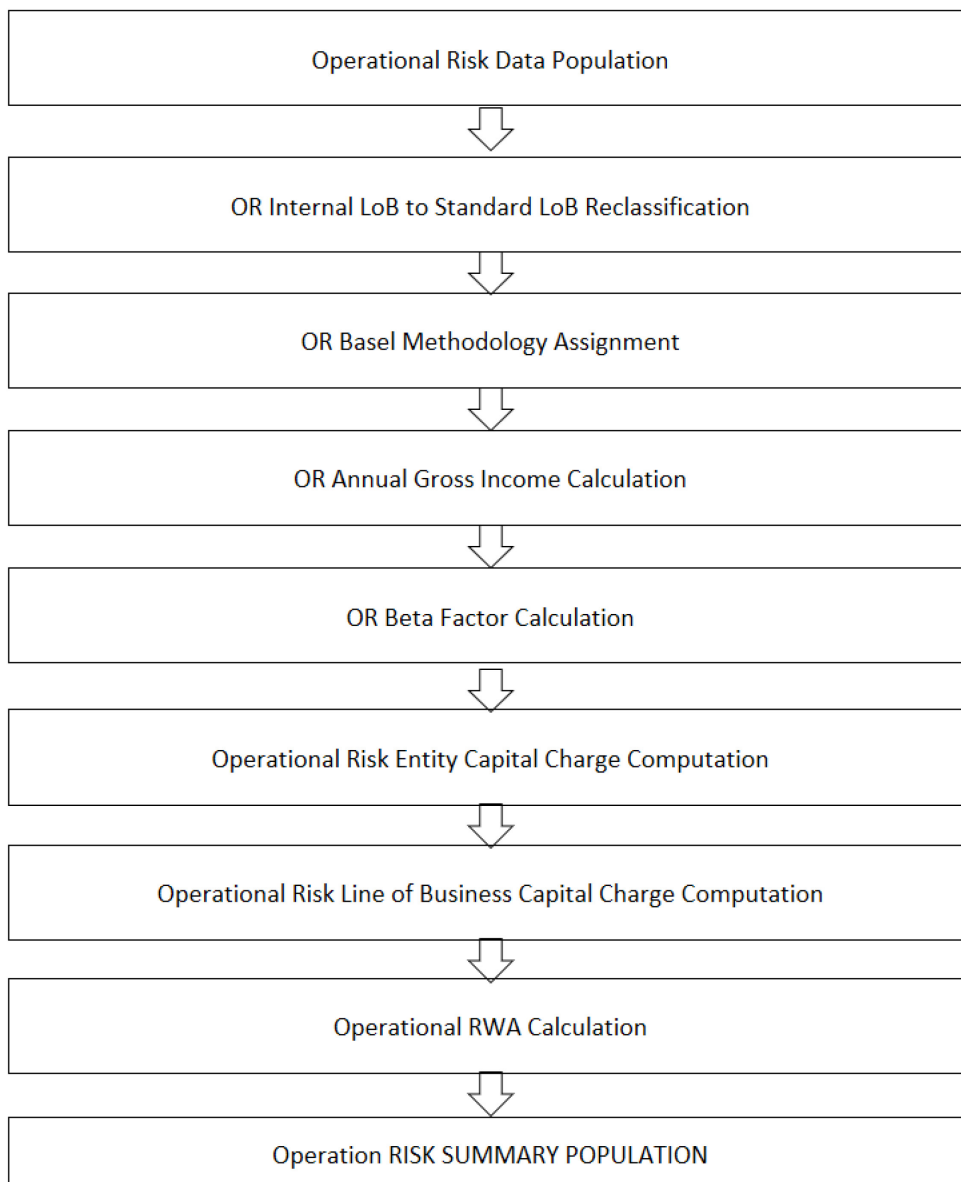 Operational Risk Data Population
OR Internal LoB to Standard LoB Reclassification
OR Basel Methodology Assignment
OR Annual Gross Income Calculation
OR Beta Factor Calculation
Operational Risk Entity Capital Charge Computation
Operational Risk Line of Business Capital Charge Computation
Operational RWA Calculation
Operation RISK SUMMARY POPULATION